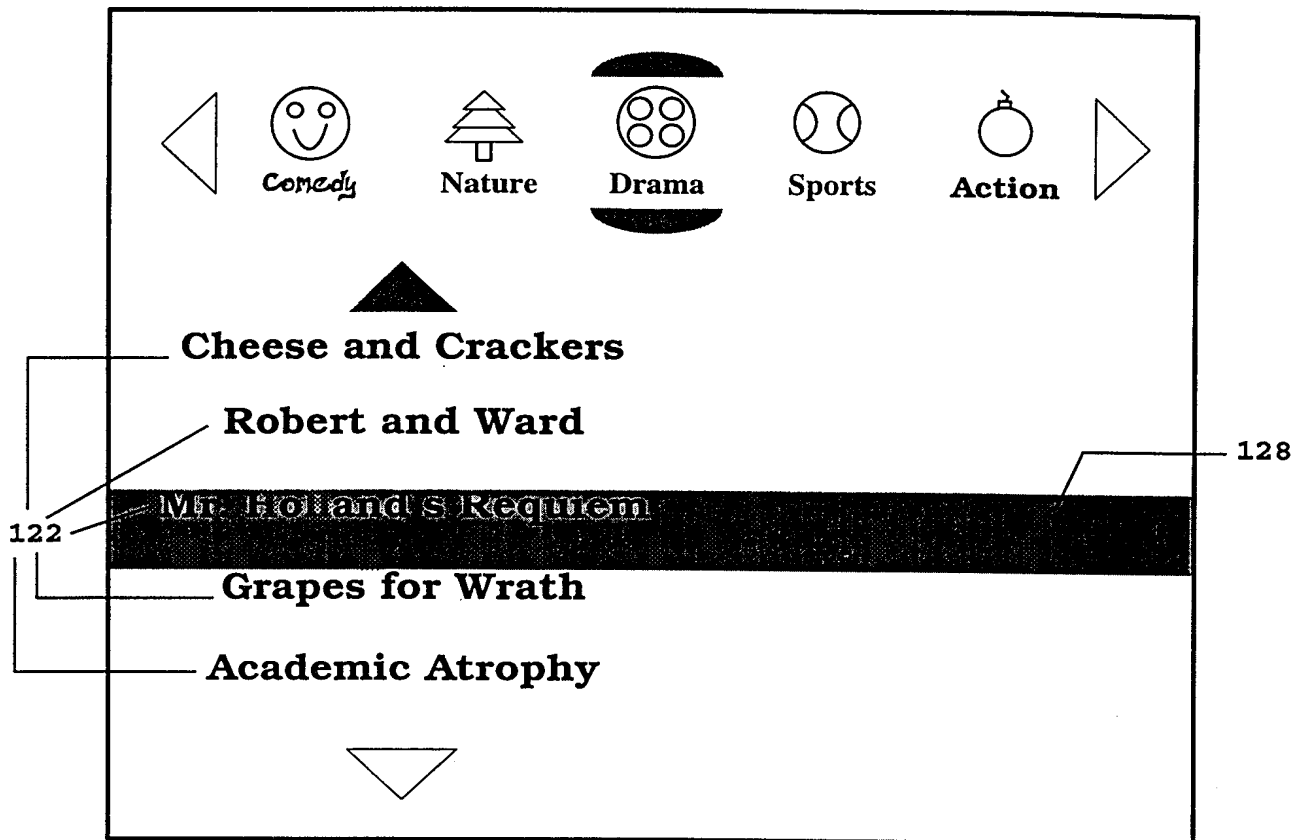 Comedy Nature Drama Sports Action
Cheese and Crackers
Robert and Ward
128
Mr. Holland's Requiem
122
Grapes for Wrath
Academic Atrophy